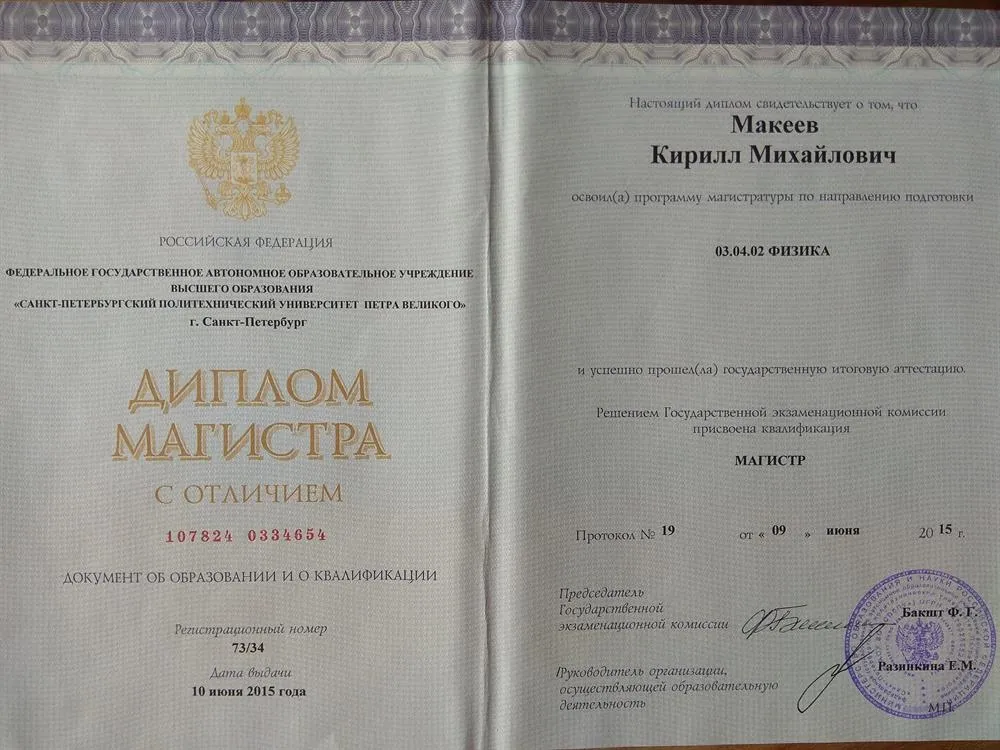 РОССИЙСКАЯ ФЕДЕРАЦИЯ
ФЕДЕРАЛЬНОЕ ГОСУДАРСТВЕННОЕ АВТОНОМНОЕ ОБРАЗОВАТЕЛЬНОЕ УЧРЕЖДЕНИЕ
ВЫСШЕГО ОБРАЗОВАНИЯ
«САНКТ-ПЕТЕРБУРГСКИЙ ПОЛИТЕХНИЧЕСКИЙ УНИВЕРСИТЕТ ПЕТРА ВЕЛИКОГО»
г. Санкт-Петербург
ДИПЛОМ
МАГИСТРА
С ОТЛИЧИЕМ
107824 0334654
ДОКУМЕНТ ОБ ОБРАЗОВАНИИ И О КВАЛИФИКАЦИИ
Регистрационный номер
73/34
Дата выдачи
10 июня 2015 года
Настоящий диплом свидетельствует о том, что
Макеев
Кирилл Михайлович
освоил(а) программу магистратуры по направлению подготовки
03.04.02 ФИЗИКА
и успешно прошел(ла) государственную итоговую аттестацию.
Решением Государственной экзаменационной комиссии
присвоена квалификация
МАГИСТР
Протокол № 19 от « 09 » июня 20 15 г.
Председатель
Государственной
экзаменационной комиссии
Бакшт Ф. Г.
Руководитель организации,
осуществляющей образовательную
деятельность
Разинкина Е.М.
М.П.